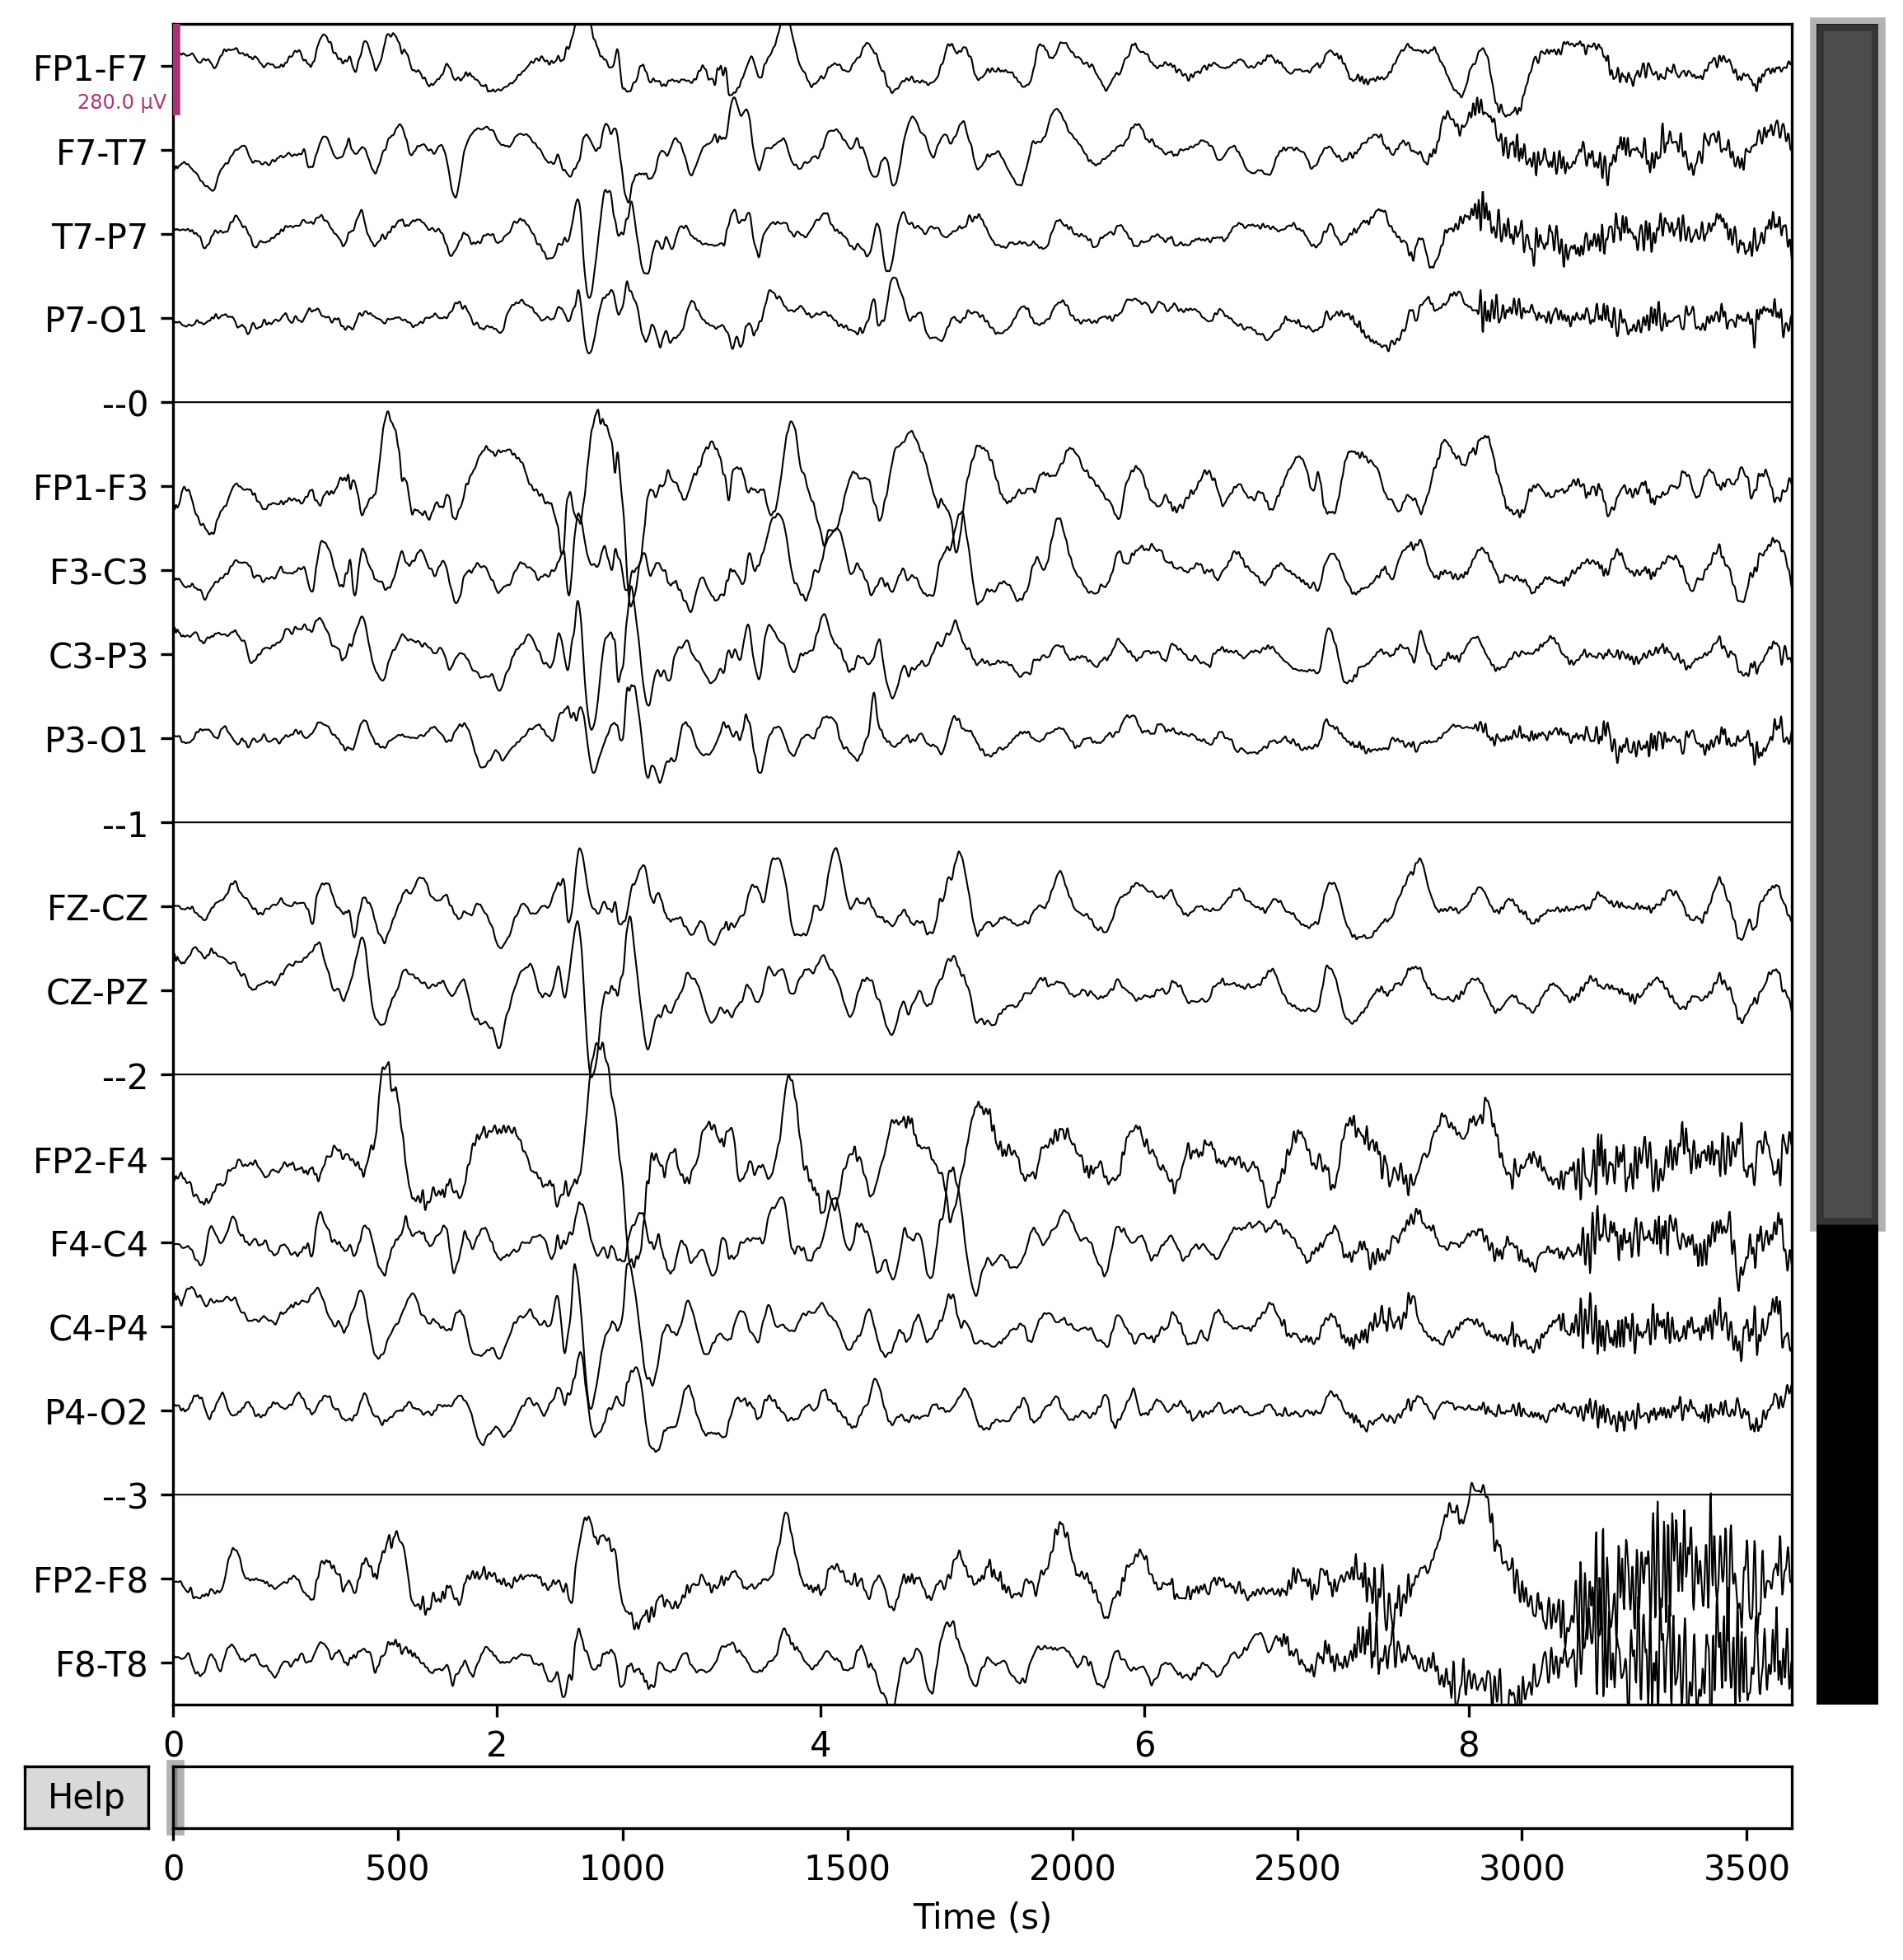 FP1-F7
280.0 µV
F7-T7
T7-P7
P7-O1
--0
FP1-F3
F3-C3
C3-P3
P3-O1
--1
FZ-CZ
CZ-PZ
--2
FP2-F4
F4-C4
C4-P4
P4-O2
--3
FP2-F8
F8-T8
0 2 4 6 8
Help
0 500 1000 1500 2000 2500 3000 3500
Time (s)